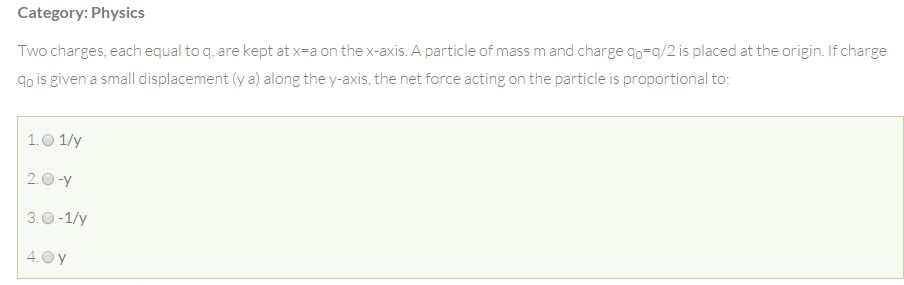 Category: Physics
Two charges, each equal to q, are kept at x=a on the x-axis. A particle of mass m and charge q₀=q/2 is placed at the origin. If charge
q₀ is given a small displacement (y a) along the y-axis, the net force acting on the particle is proportional to:
1. 1/y
2. -y
3. -1/y
4. y